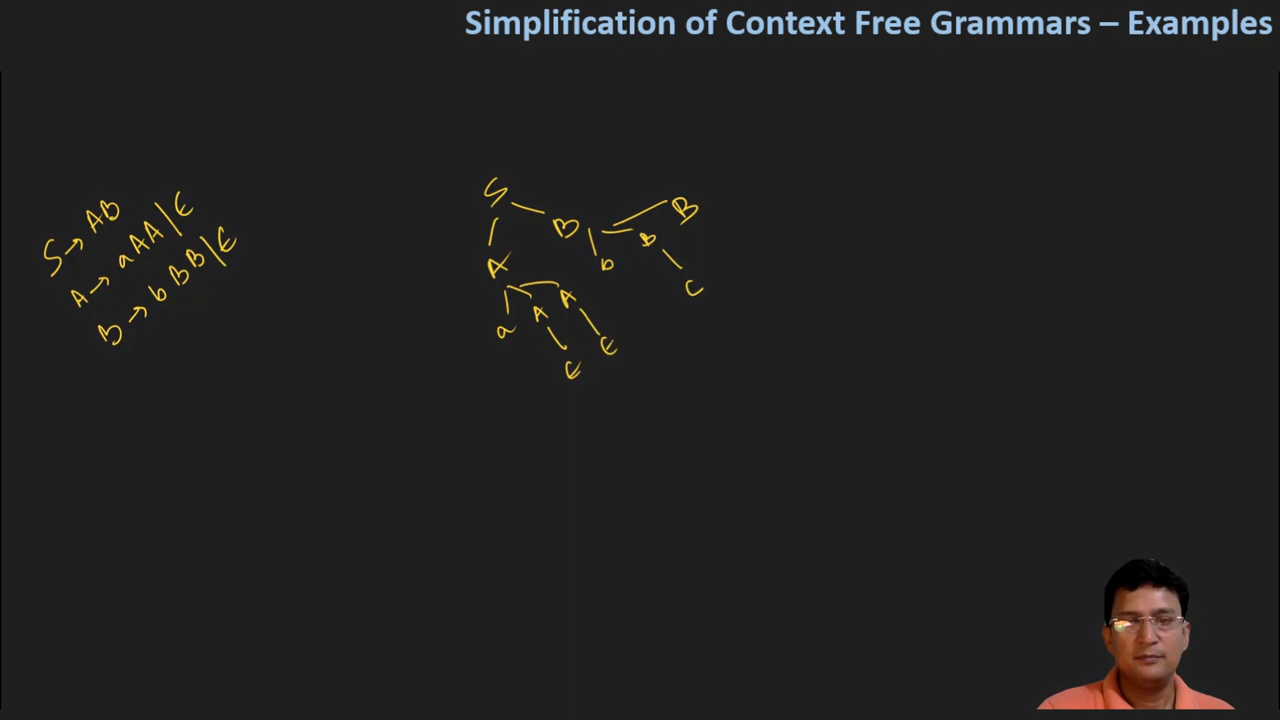 Simplification of Context Free Grammars – Examples
S → AB
A → aAA | ε
B → bBB | ε
S
B
B
b
B
A
C
a
A
A
ε
ε